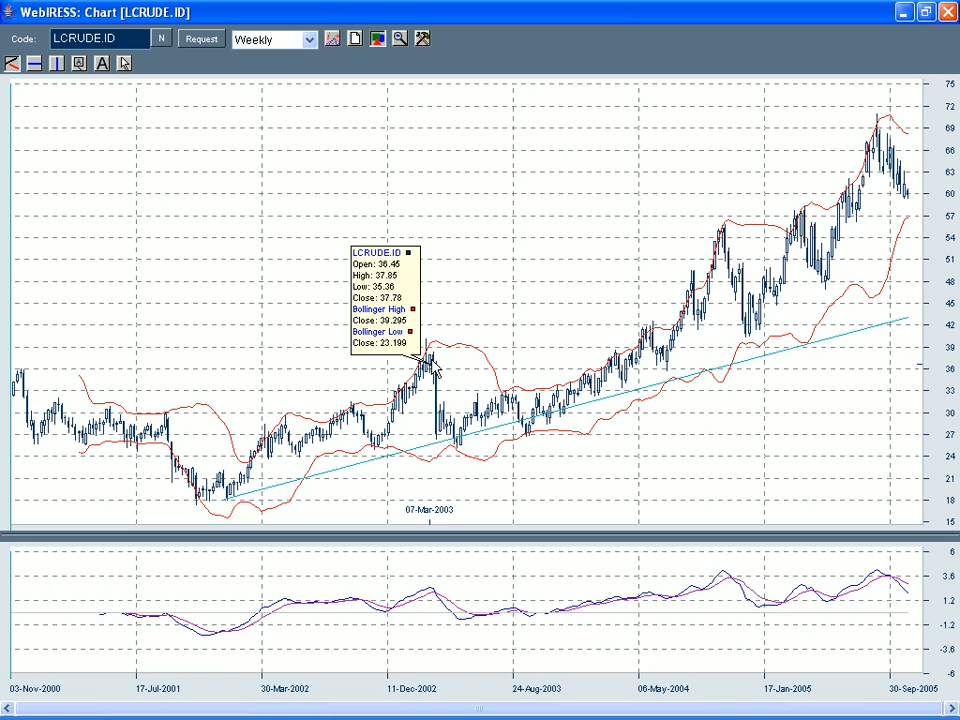 WebIRESS: Chart [LCRUDE.ID]
Code: LCRUDE.ID N Request Weekly
A
75
72
69
66
63
60
57
54
51
48
45
42
39
36
33
30
27
24
21
18
15
LCRUDE.ID
Open: 36.45
High: 37.85
Low: 35.36
Close: 37.78
Bollinger High
Close: 39.295
Bollinger Low
Close: 23.199
07-Mar-2003
6
3.6
1.2
-1.2
-3.6
-6
03-Nov-2000 17-Jul-2001 30-Mar-2002 11-Dec-2002 24-Aug-2003 06-May-2004 17-Jan-2005 30-Sep-2005